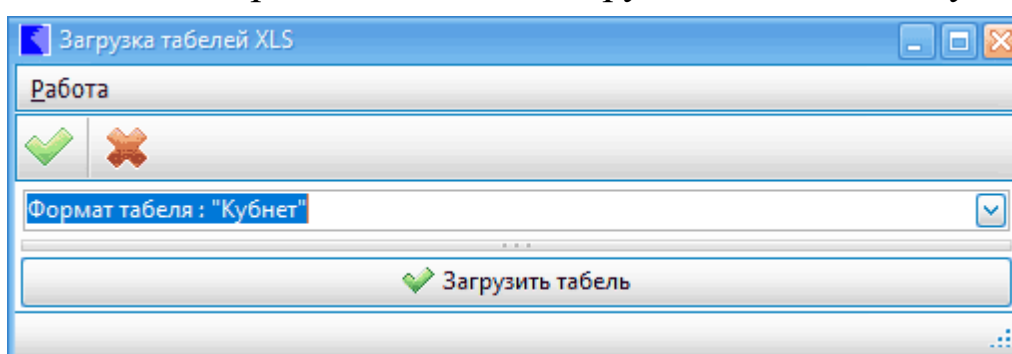 Загрузка табелей XLS
Работа
Формат табеля : "Кубнет"
Загрузить табель